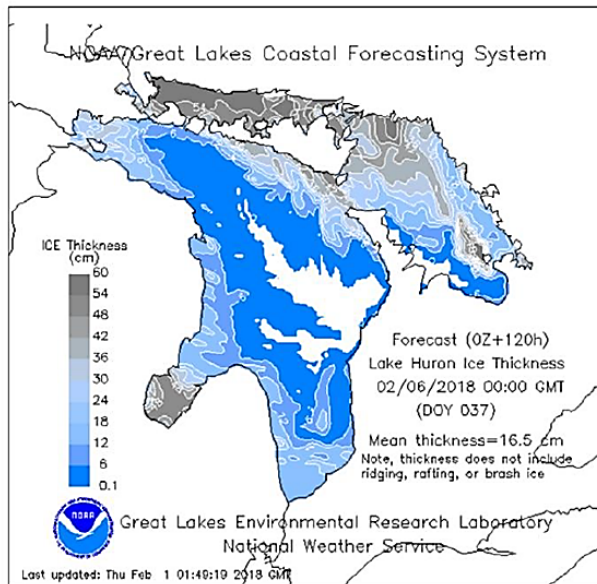 NOAA/Great Lakes Coastal Forecasting System
ICE Thickness
(cm)
60
54
48
42
36
30
24
18
12
6
0.1
Forecast (0Z+120h)
Lake Huron Ice Thickness
02/06/2018 00:00 GMT
(DOY 037)
Mean thickness=16.5 cm
Note, thickness does not include
ridging, rafting, or brash ice
NOAA
Great Lakes Environmental Research Laboratory
National Weather Service
Last updated: Thu Feb 1 01:49:19 2018 GMT